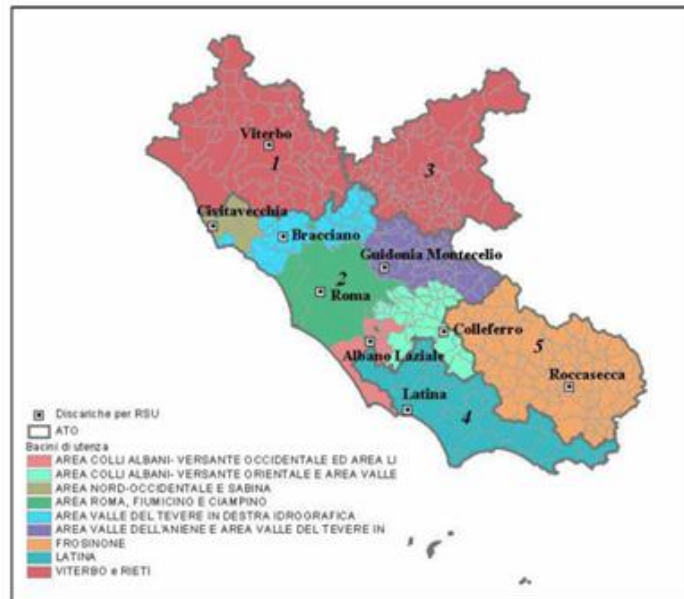 Viterbo
1
3
Civitavecchia
Bracciano
Guidonia Montecelio
2
Roma
Colleferro
5
Albano Laziale
Roccasecca
Latina
4
Discariche per RSU
ATO
Bacini di utenza
AREA COLLI ALBANI- VERSANTE OCCIDENTALE ED AREA LI
AREA COLLI ALBANI- VERSANTE ORIENTALE E AREA VALLE
AREA NORD-OCCIDENTALE E SABINA
AREA ROMA, FIUMICINO E CIAMPINO
AREA VALLE DEL TEVERE IN DESTRA IDROGRAFICA
AREA VALLE DELL'ANIENE E AREA VALLE DEL TEVERE IN
FROSINONE
LATINA
VITERBO e RIETI